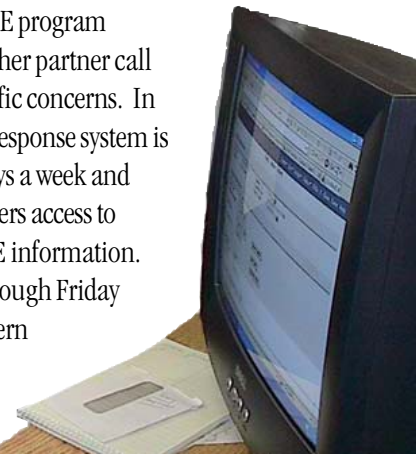 E program
her partner call
fic concerns. In
esponse system is
ys a week and
ers access to
E information.
ough Friday
ern